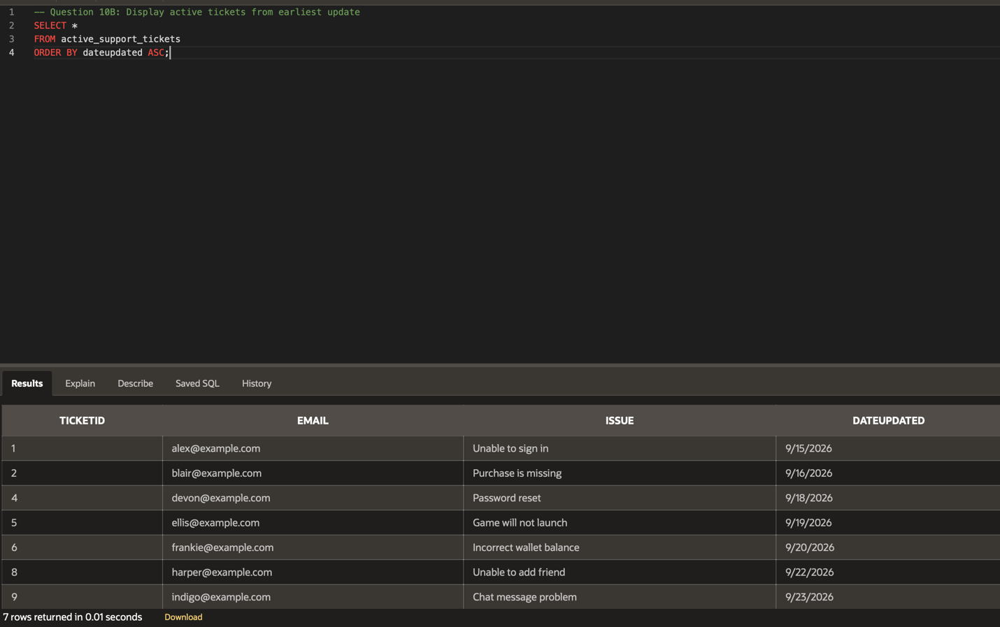 1 -- Question 10B: Display active tickets from earliest update
2 SELECT *
3 FROM active_support_tickets
4 ORDER BY dateupdated ASC;
Results Explain Describe Saved SQL History
TICKETID EMAIL ISSUE DATEUPDATED
1 alex@example.com Unable to sign in 9/15/2026
2 blair@example.com Purchase is missing 9/16/2026
4 devon@example.com Password reset 9/18/2026
5 ellis@example.com Game will not launch 9/19/2026
6 frankie@example.com Incorrect wallet balance 9/20/2026
8 harper@example.com Unable to add friend 9/22/2026
9 indigo@example.com Chat message problem 9/23/2026
7 rows returned in 0.01 seconds Download